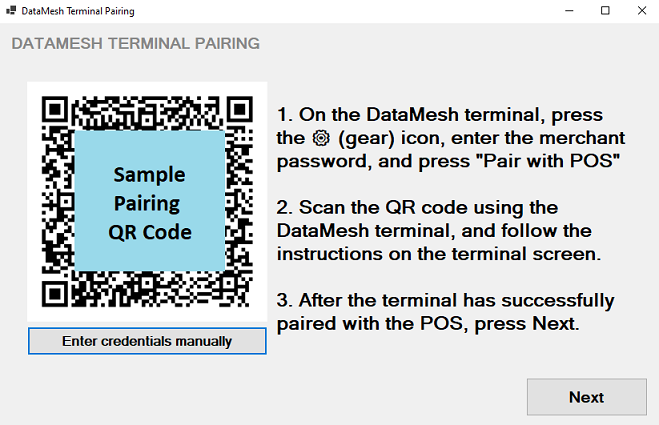 DataMesh Terminal Pairing
DATAMESH TERMINAL PAIRING
Sample
Pairing
QR Code
Enter credentials manually
1. On the DataMesh terminal, press
the (gear) icon, enter the merchant
password, and press "Pair with POS"
2. Scan the QR code using the
DataMesh terminal, and follow the
instructions on the terminal screen.
3. After the terminal has successfully
paired with the POS, press Next.
Next